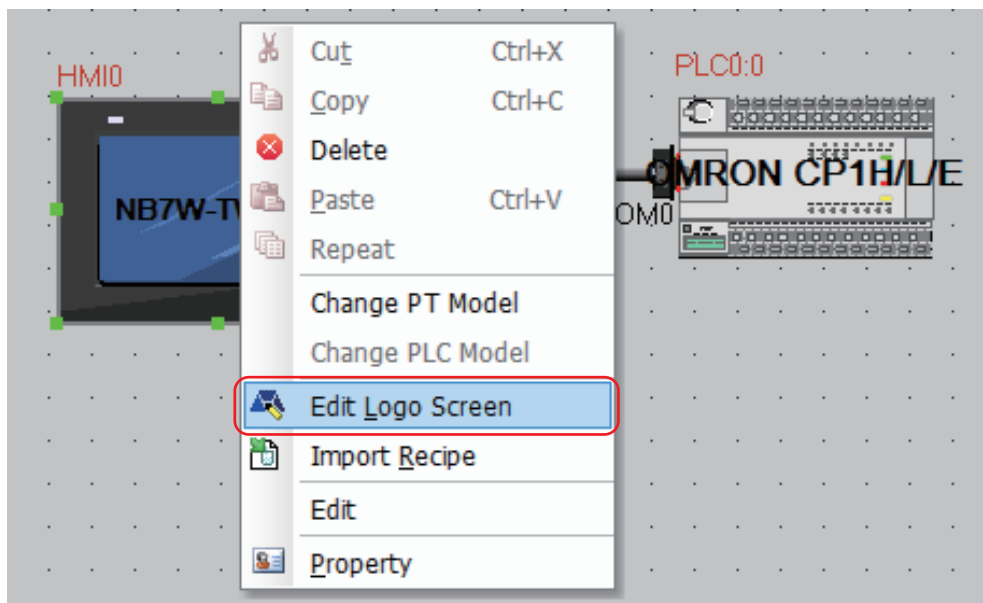 HMI0
NB7W-T
Cut Ctrl+X
Copy Ctrl+C
Delete
Paste Ctrl+V
Repeat
Change PT Model
Change PLC Model
Edit Logo Screen
Import Recipe
Edit
Property
PLC0:0
OMRON CP1H/L/E
OM0